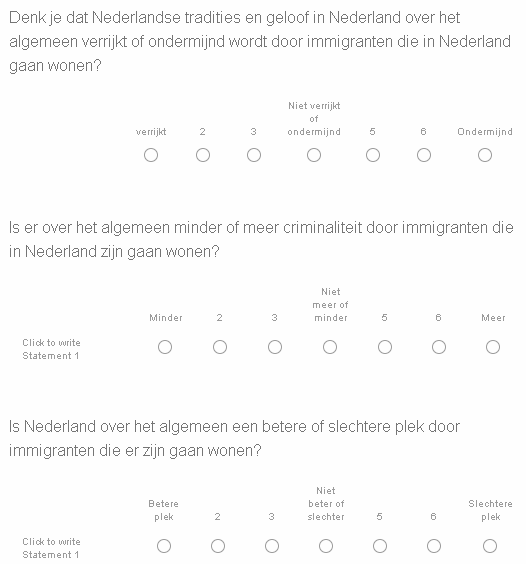 Denk je dat Nederlandse tradities en geloof in Nederland over het
algemeen verrijkt of ondermijnd wordt door immigranten die in Nederland
gaan wonen?
verrijkt 2 3 Niet verrijkt of ondermijnd 5 6 Ondermijnd
Is er over het algemeen minder of meer criminaliteit door immigranten die
in Nederland zijn gaan wonen?
Minder 2 3 Niet meer of minder 5 6 Meer
Click to write
Statement 1
Is Nederland over het algemeen een betere of slechtere plek door
immigranten die er zijn gaan wonen?
Betere plek 2 3 Niet beter of slechter 5 6 Slechtere plek
Click to write
Statement 1